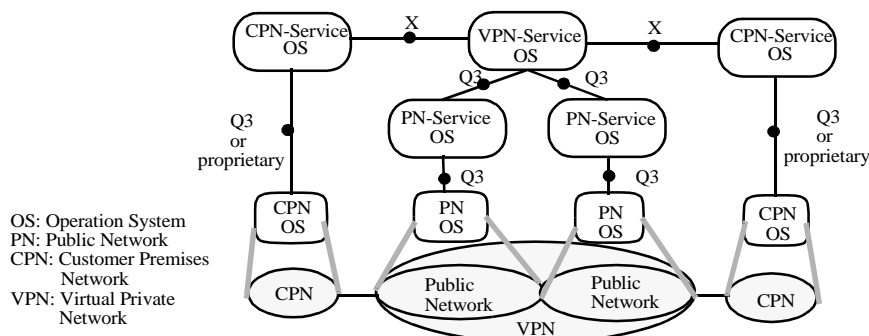 X
X
CPN-Service
OS
VPN-Service
OS
CPN-Service
OS
Q3
Q3
PN-Service
OS
PN-Service
OS
Q3
or
proprietary
Q3
or
proprietary
Q3
Q3
CPN
OS
PN
OS
PN
OS
CPN
OS
OS: Operation System
PN: Public Network
CPN: Customer Premises
Network
VPN: Virtual Private
Network
CPN
Public
Network
Public
Network
CPN
VPN